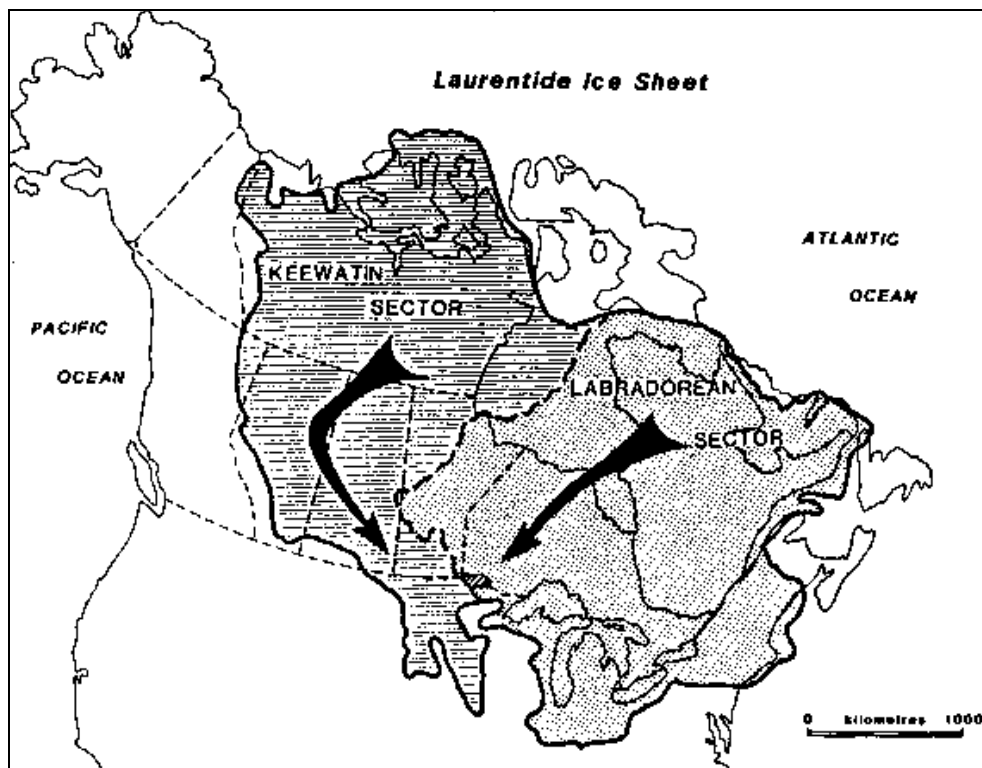 Laurentide Ice Sheet
ATLANTIC
OCEAN
KEEWATIN
SECTOR
PACIFIC
OCEAN
LABRADOREAN
SECTOR
0 kilometres 1000